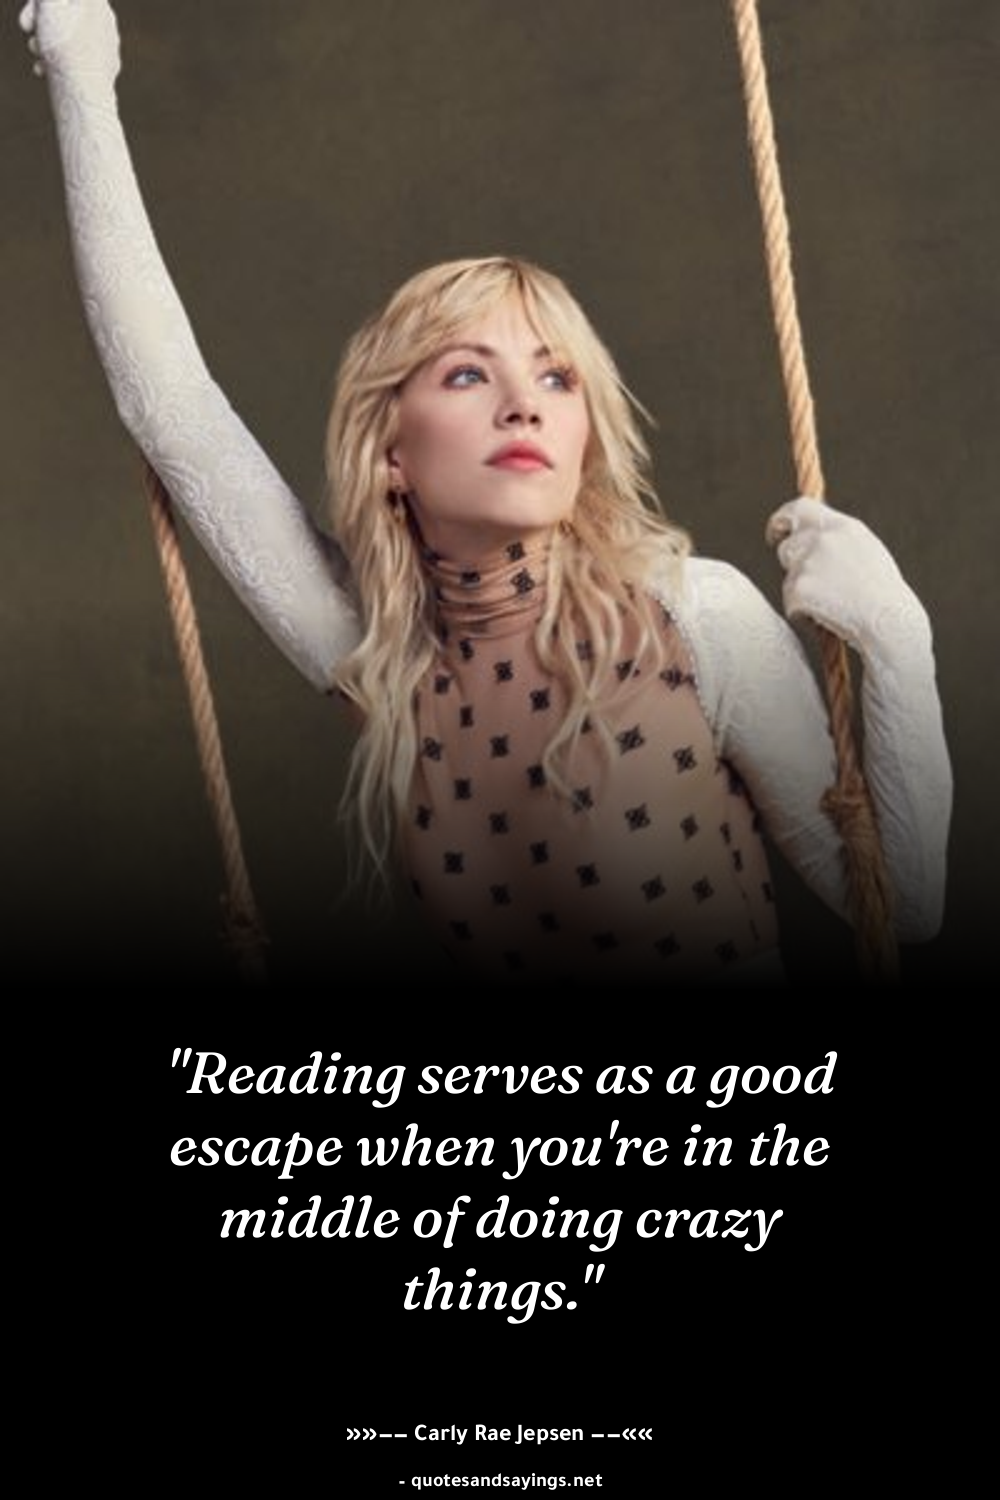 "Reading serves as a good
escape when you're in the
middle of doing crazy
things."
»»–– Carly Rae Jepsen ––««
- quotesandsayings.net